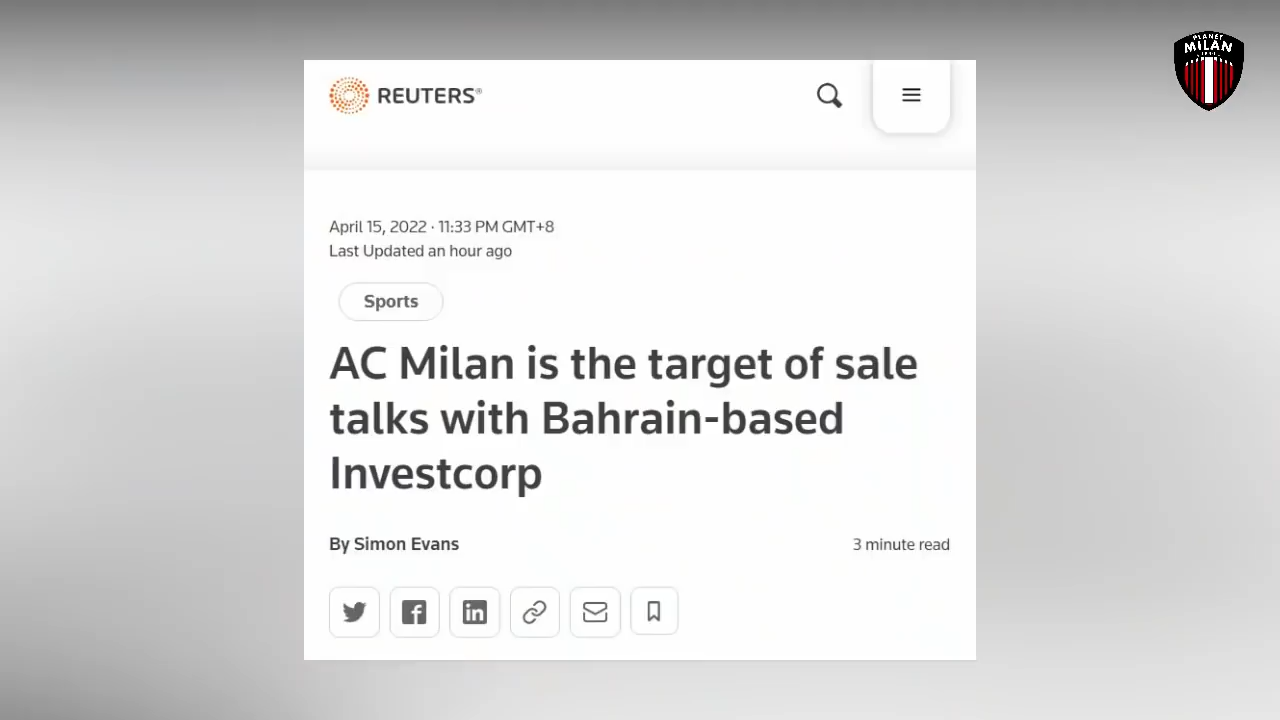 PLANET
MILAN
REUTERS®
April 15, 2022 · 11:33 PM GMT+8
Last Updated an hour ago
Sports
AC Milan is the target of sale
talks with Bahrain-based
Investcorp
By Simon Evans
3 minute read